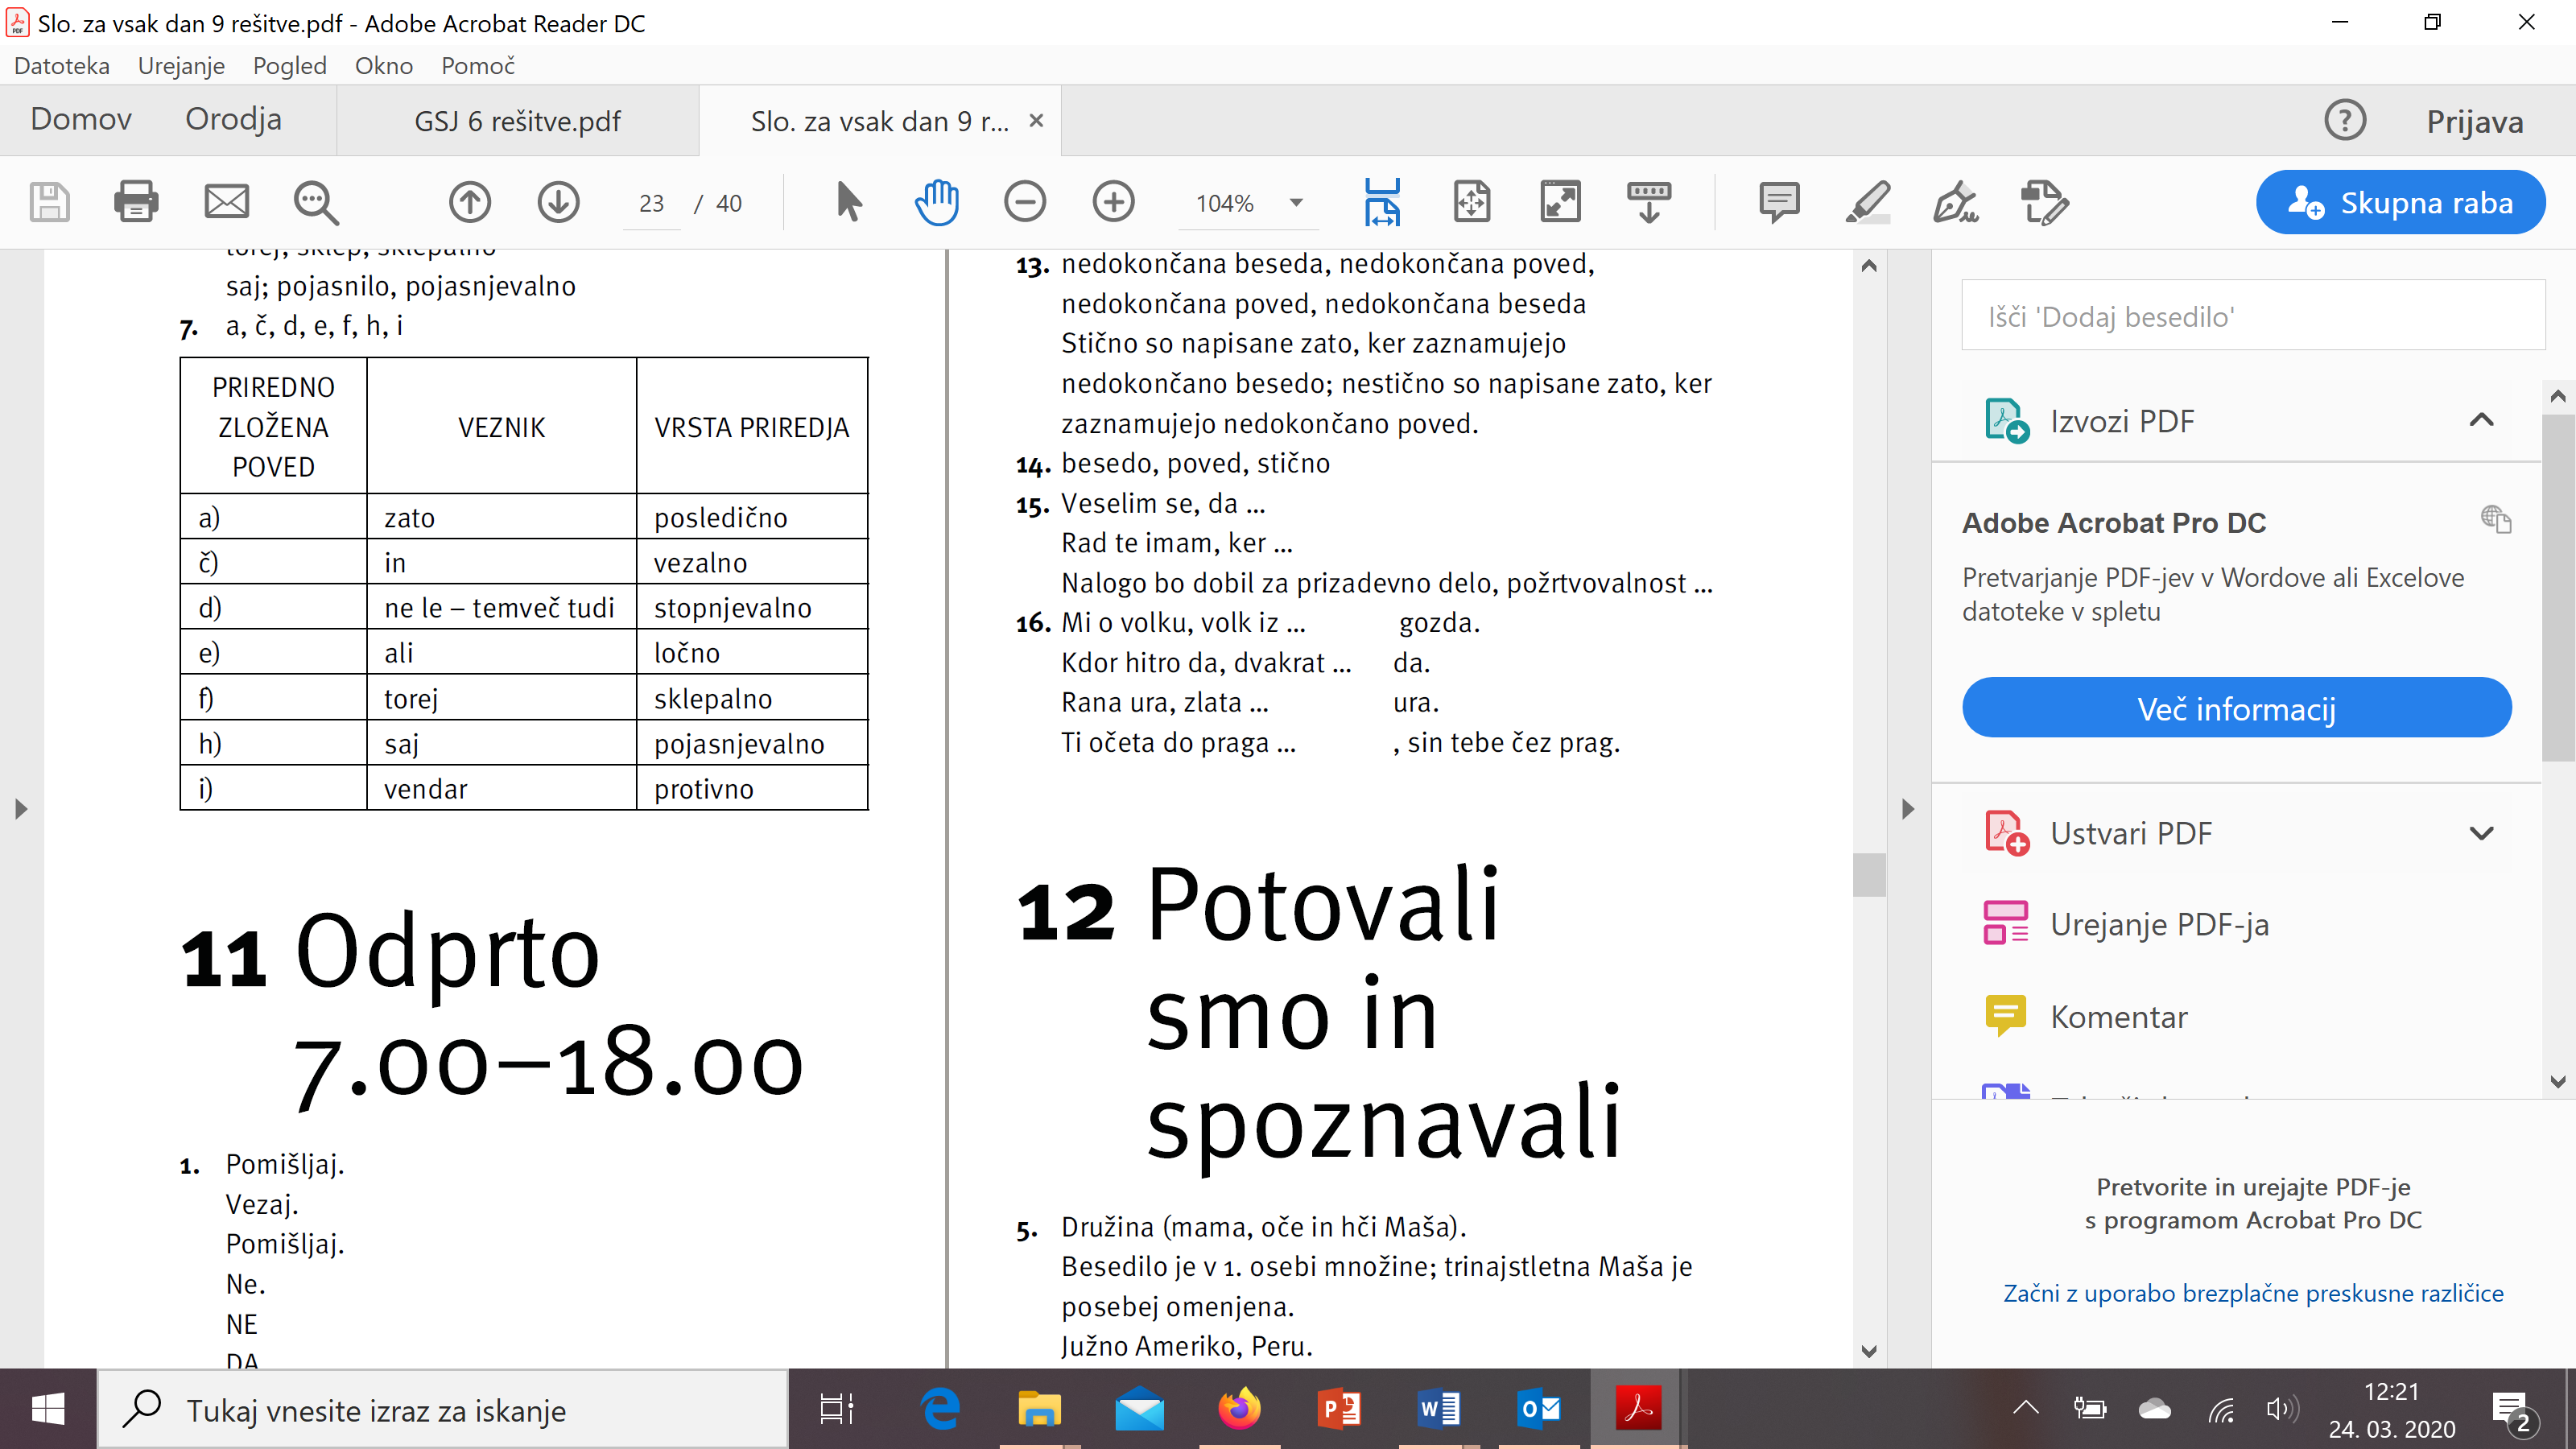 Slo. za vsak dan 9 rešitve.pdf - Adobe Acrobat Reader DC
Datoteka Urejanje Pogled Okno Pomoč
Domov Orodja GSJ 6 rešitve.pdf Slo. za vsak dan 9 r... Prijava
23 / 40 104% Skupna raba
torej; sklep, sklepalno
saj; pojasnilo, pojasnjevalno
7. a, č, d, e, f, h, i
PRIREDNO
ZLOŽENA
POVED
VEZNIK
VRSTA PRIREDJA
a) zato posledično
č) in vezalno
d) ne le – temveč tudi stopnjevalno
e) ali ločno
f) torej sklepalno
h) saj pojasnjevalno
i) vendar protivno
11 Odprto
7.00–18.00
1. Pomišljaj.
Vezaj.
Pomišljaj.
Ne.
NE
DA
13. nedokončana beseda, nedokončana poved,
nedokončana poved, nedokončana beseda
Stično so napisane zato, ker zaznamujejo
nedokončano besedo; nestično so napisane zato, ker
zaznamujejo nedokončano poved.
14. besedo, poved, stično
15. Veselim se, da ...
Rad te imam, ker ...
Nalogo bo dobil za prizadevno delo, požrtvovalnost ...
16. Mi o volku, volk iz ... gozda.
Kdor hitro da, dvakrat ... da.
Rana ura, zlata ... ura.
Ti očeta do praga ... , sin tebe čez prag.
12 Potovali
smo in
spoznavali
5. Družina (mama, oče in hči Maša).
Besedilo je v 1. osebi množine; trinajstletna Maša je
posebej omenjena.
Južno Ameriko, Peru.
Išči 'Dodaj besedilo'
Izvozi PDF
Adobe Acrobat Pro DC
Pretvarjanje PDF-jev v Wordove ali Excelove
datoteke v spletu
Več informacij
Ustvari PDF
Urejanje PDF-ja
Komentar
Pretvorite in urejajte PDF-je
s programom Acrobat Pro DC
Začni z uporabo brezplačne preskusne različice
Tukaj vnesite izraz za iskanje
12:21
24. 03. 2020
2